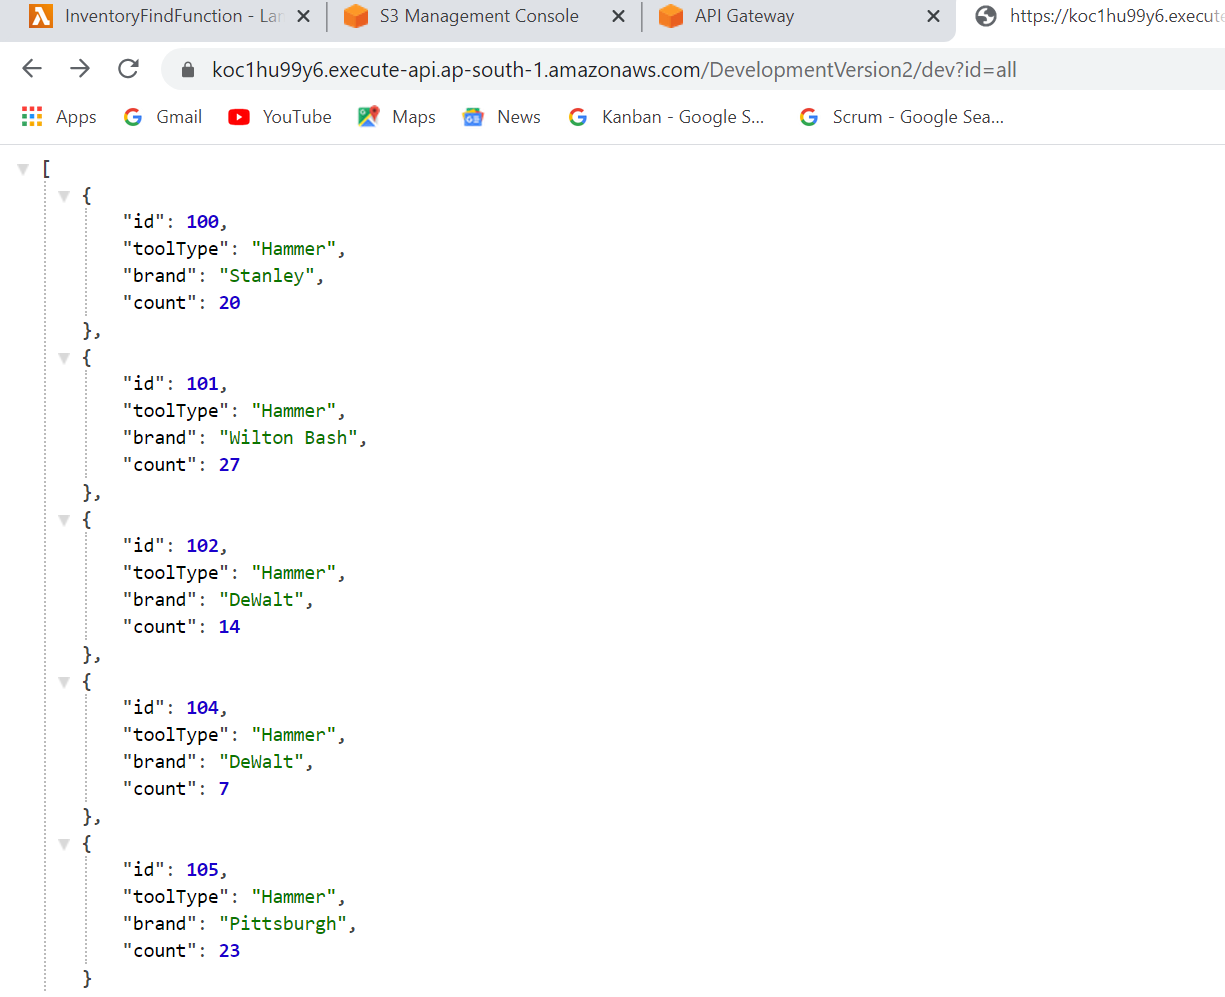 InventoryFindFunction - La
S3 Management Console
API Gateway
https://koc1hu99y6.execute
koc1hu99y6.execute-api.ap-south-1.amazonaws.com/DevelopmentVersion2/dev?id=all
Apps Gmail YouTube Maps News Kanban - Google S... Scrum - Google Sea...
[
{
"id": 100,
"toolType": "Hammer",
"brand": "Stanley",
"count": 20
},
{
"id": 101,
"toolType": "Hammer",
"brand": "Wilton Bash",
"count": 27
},
{
"id": 102,
"toolType": "Hammer",
"brand": "DeWalt",
"count": 14
},
{
"id": 104,
"toolType": "Hammer",
"brand": "DeWalt",
"count": 7
},
{
"id": 105,
"toolType": "Hammer",
"brand": "Pittsburgh",
"count": 23
}